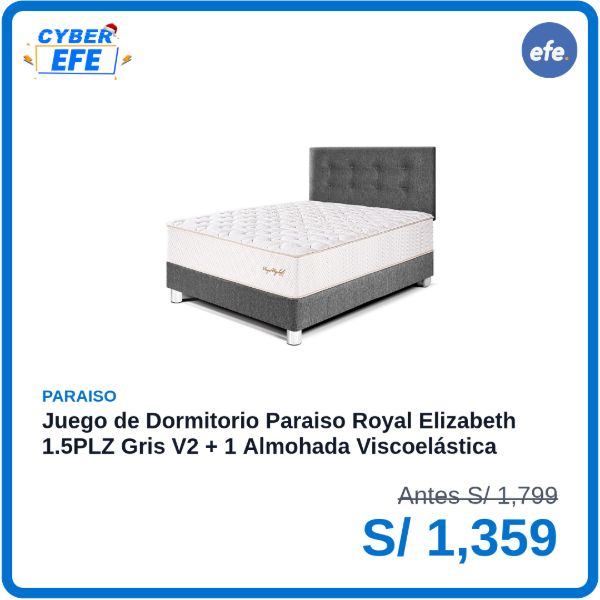 CYBER
EFE
efe.
PARAISO
Juego de Dormitorio Paraiso Royal Elizabeth
1.5PLZ Gris V2 + 1 Almohada Viscoelástica
Antes S/ 1,799
S/ 1,359